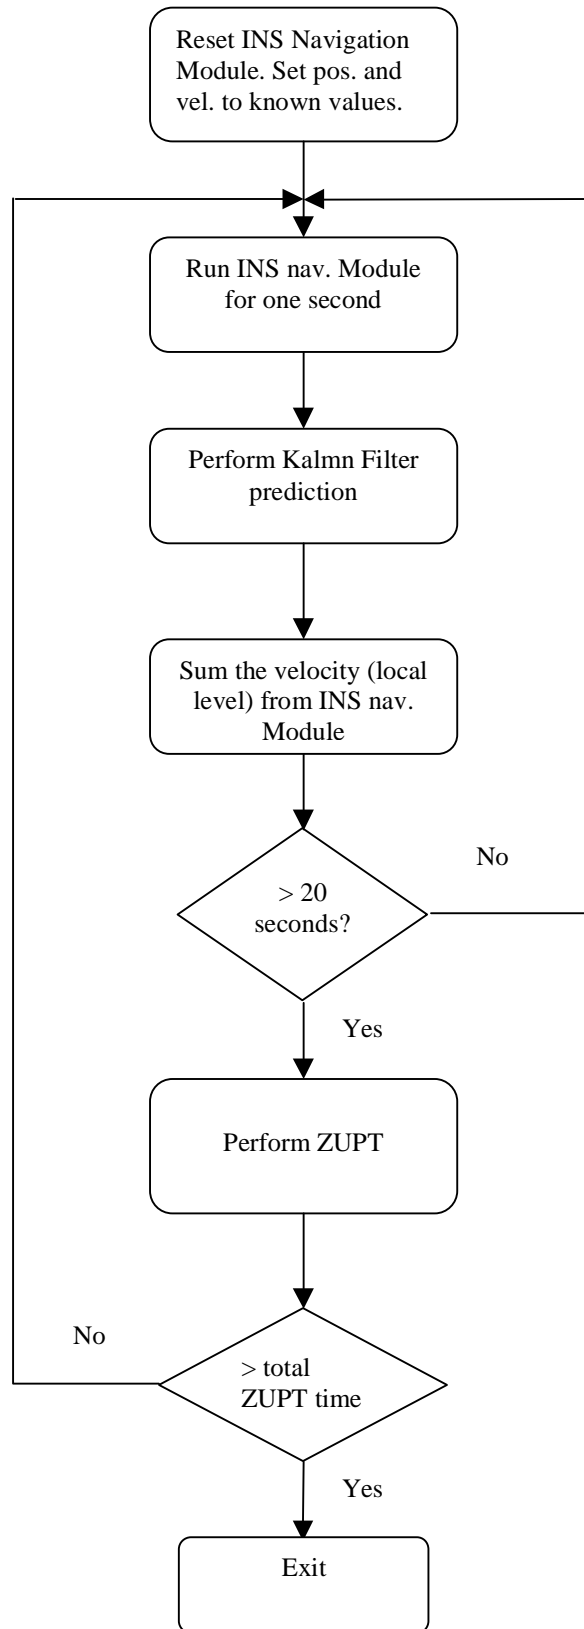 Reset INS Navigation
Module. Set pos. and
vel. to known values.
Run INS nav. Module
for one second
Perform Kalmn Filter
prediction
Sum the velocity (local
level) from INS nav.
Module
> 20
seconds?
No
Yes
Perform ZUPT
No
> total
ZUPT time
Yes
Exit